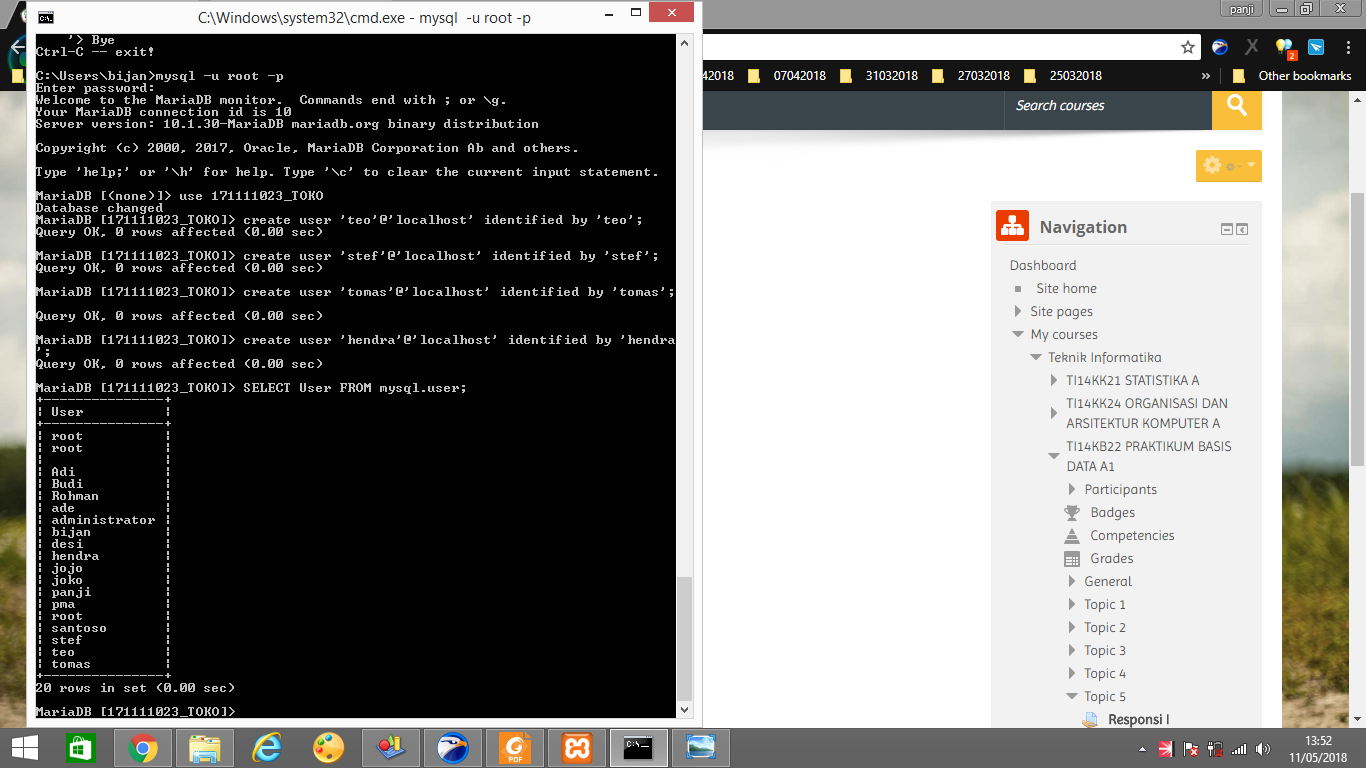 C:\Windows\system32\cmd.exe - mysql -u root -p
'> Bye
Ctrl-C -- exit!
C:\Users\bijan>mysql -u root -p
Enter password:
Welcome to the MariaDB monitor.  Commands end with ; or \g.
Your MariaDB connection id is 10
Server version: 10.1.30-MariaDB mariadb.org binary distribution
Copyright (c) 2000, 2017, Oracle, MariaDB Corporation Ab and others.
Type 'help;' or '\h' for help. Type '\c' to clear the current input statement.
MariaDB [(none)]> use 171111023_TOKO
Database changed
MariaDB [171111023_TOKO]> create user 'teo'@'localhost' identified by 'teo';
Query OK, 0 rows affected (0.00 sec)
MariaDB [171111023_TOKO]> create user 'stef'@'localhost' identified by 'stef';
Query OK, 0 rows affected (0.00 sec)
MariaDB [171111023_TOKO]> create user 'tomas'@'localhost' identified by 'tomas';
Query OK, 0 rows affected (0.00 sec)
MariaDB [171111023_TOKO]> create user 'hendra'@'localhost' identified by 'hendra
';
Query OK, 0 rows affected (0.00 sec)
MariaDB [171111023_TOKO]> SELECT User FROM mysql.user;
+---------------+
| User          |
+---------------+
| root          |
| root          |
|               |
| Adi           |
| Budi          |
| Rohman        |
| ade           |
| administrator |
| bijan         |
| desi          |
| hendra        |
| jojo          |
| joko          |
| panji         |
| pma           |
| root          |
| santoso       |
| stef          |
| teo           |
| tomas         |
+---------------+
20 rows in set (0.00 sec)
MariaDB [171111023_TOKO]>
panji
2
42018 07042018 31032018 27032018 25032018 » Other bookmarks
Search courses
Navigation
Dashboard
Site home
Site pages
My courses
Teknik Informatika
TI14KK21 STATISTIKA A
TI14KK24 ORGANISASI DAN
ARSITEKTUR KOMPUTER A
TI14KB22 PRAKTIKUM BASIS
DATA A1
Participants
Badges
Competencies
Grades
General
Topic 1
Topic 2
Topic 3
Topic 4
Topic 5
Responsi I
PDF
C:\_
13:52
11/05/2018